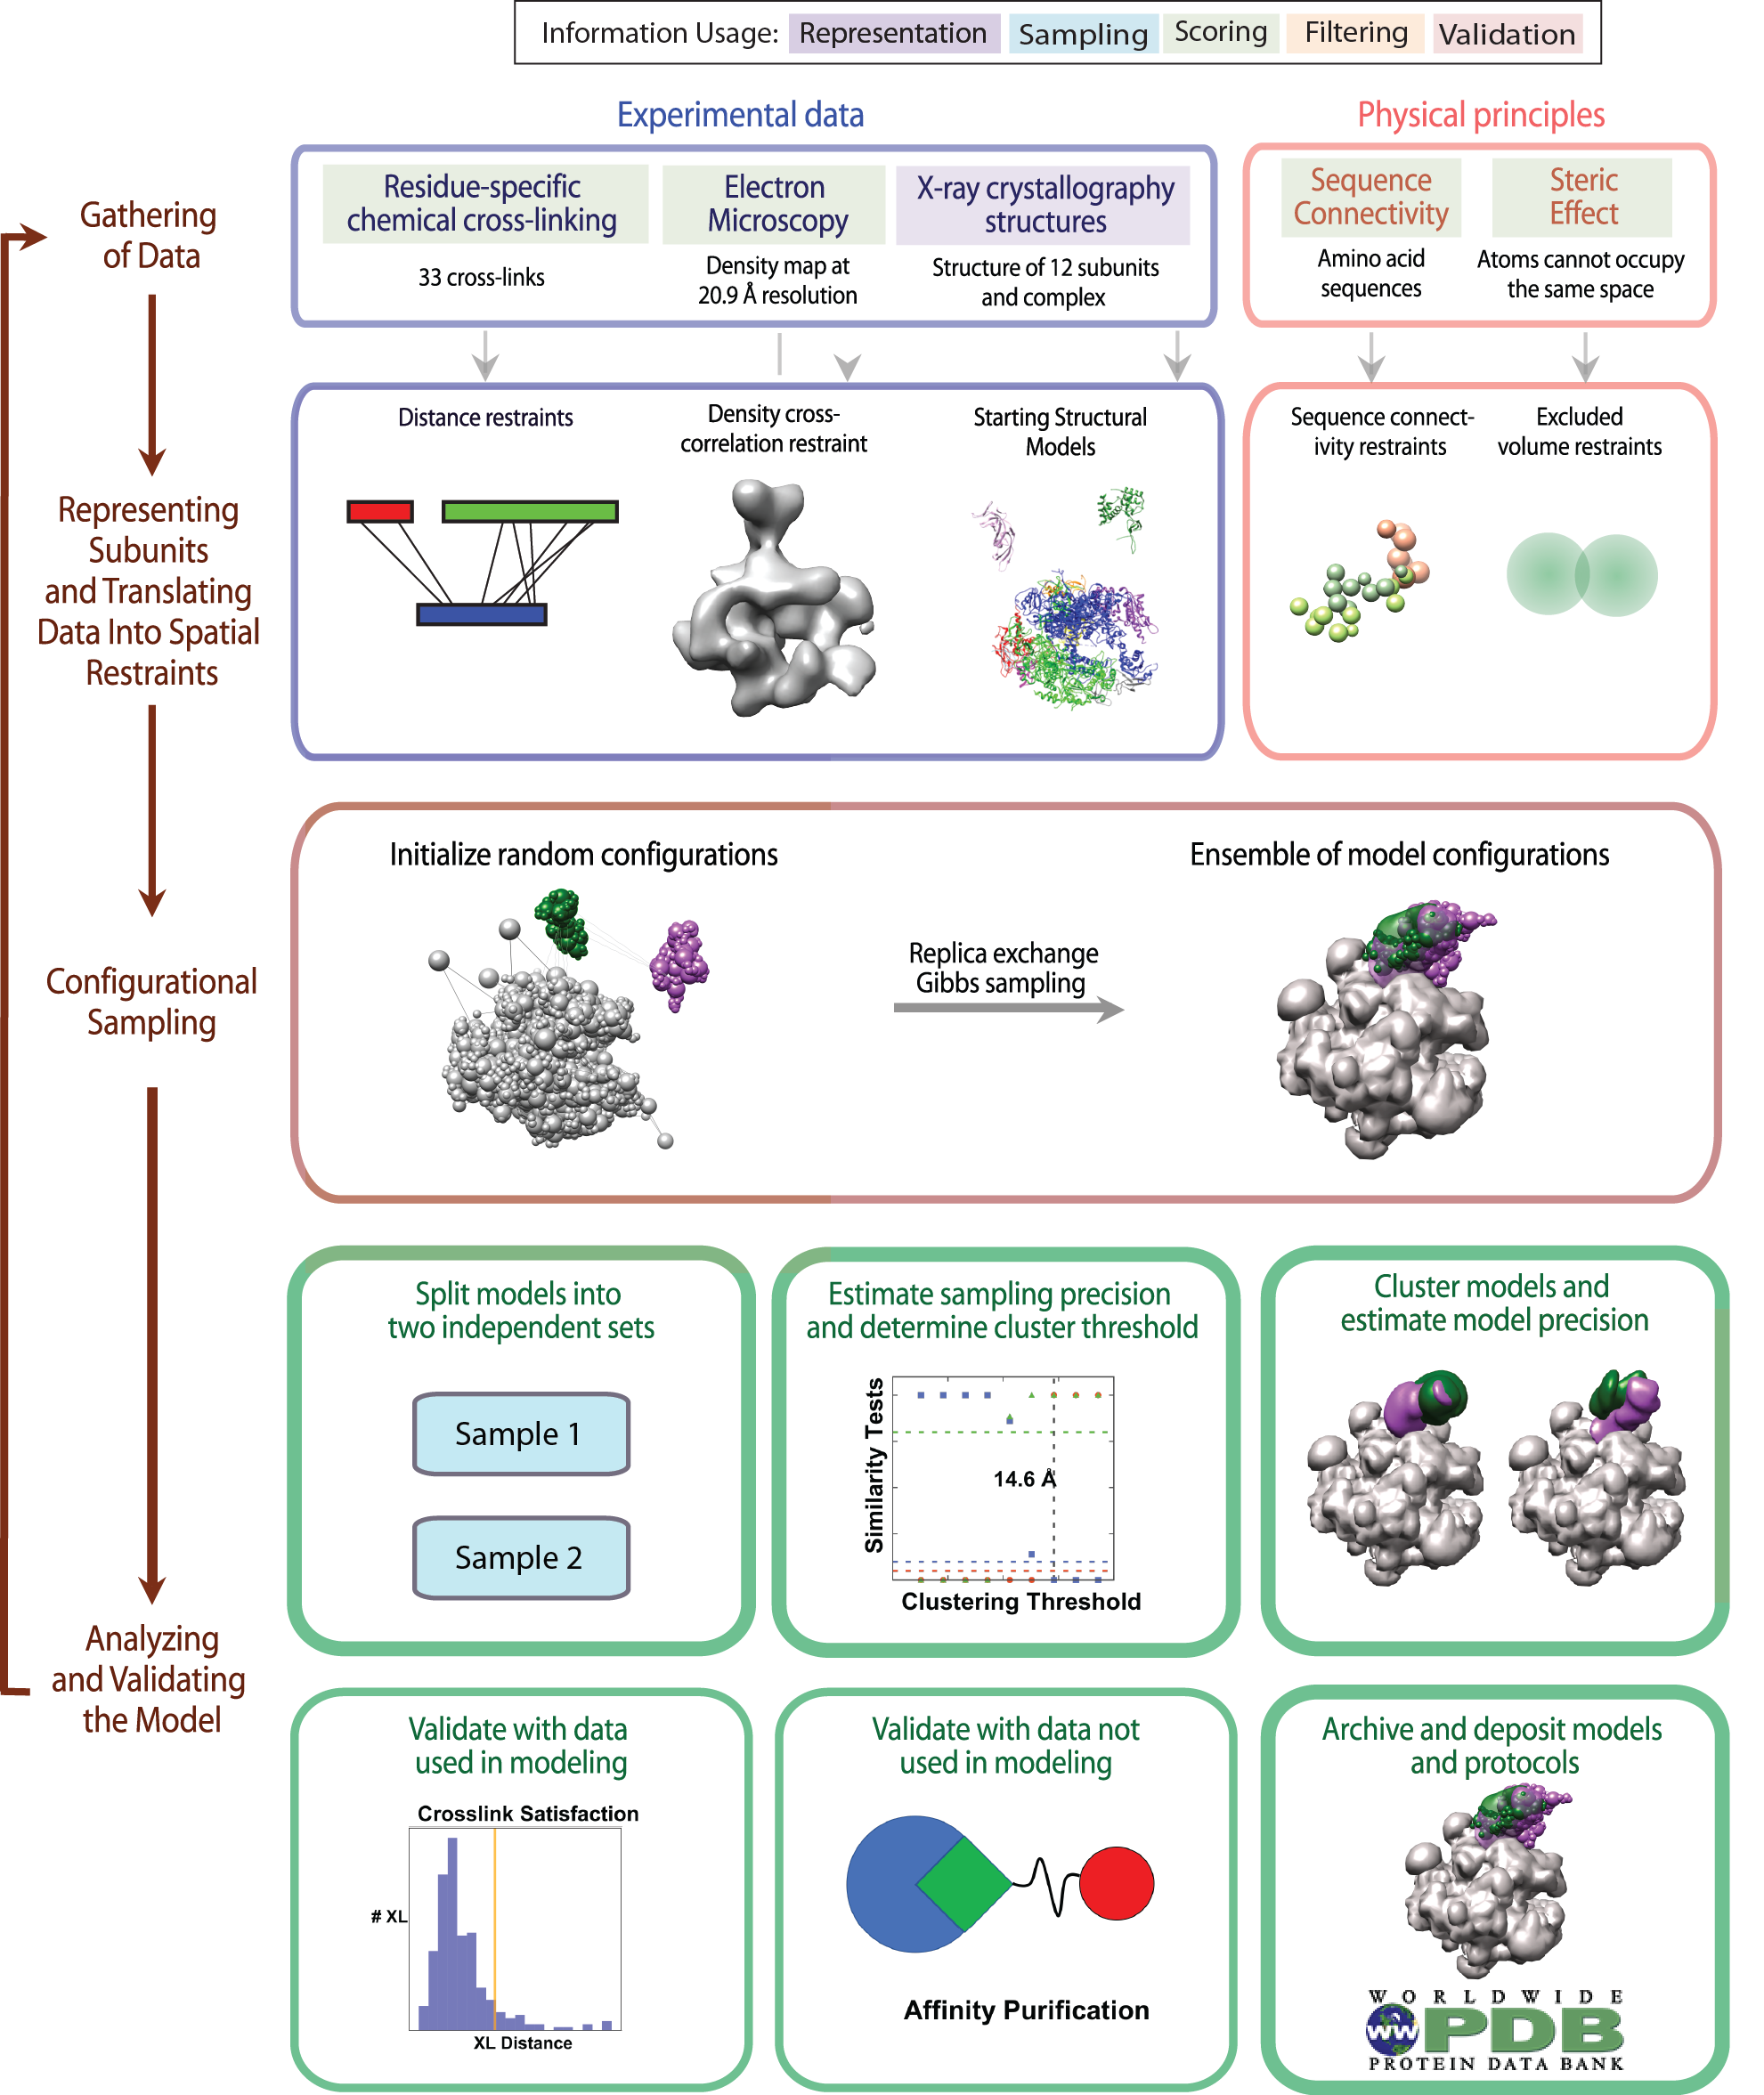 Information Usage: Representation Sampling Scoring Filtering Validation
Experimental data
Physical principles
Gathering
of Data
Residue-specific
chemical cross-linking
33 cross-links
Electron
Microscopy
Density map at
20.9 Å resolution
X-ray crystallography
structures
Structure of 12 subunits
and complex
Sequence
Connectivity
Amino acid
sequences
Steric
Effect
Atoms cannot occupy
the same space
Representing
Subunits
and Translating
Data Into Spatial
Restraints
Distance restraints
Density cross-
correlation restraint
Starting Structural
Models
Sequence connect-
ivity restraints
Excluded
volume restraints
Configurational
Sampling
Initialize random configurations
Replica exchange
Gibbs sampling
Ensemble of model configurations
Analyzing
and Validating
the Model
Split models into
two independent sets
Sample 1
Sample 2
Estimate sampling precision
and determine cluster threshold
Similarity Tests
14.6 Å
Clustering Threshold
Cluster models and
estimate model precision
Validate with data
used in modeling
Crosslink Satisfaction
# XL
XL Distance
Validate with data not
used in modeling
Affinity Purification
Archive and deposit models
and protocols
WORLDWIDE
ww PDB
PROTEIN DATA BANK